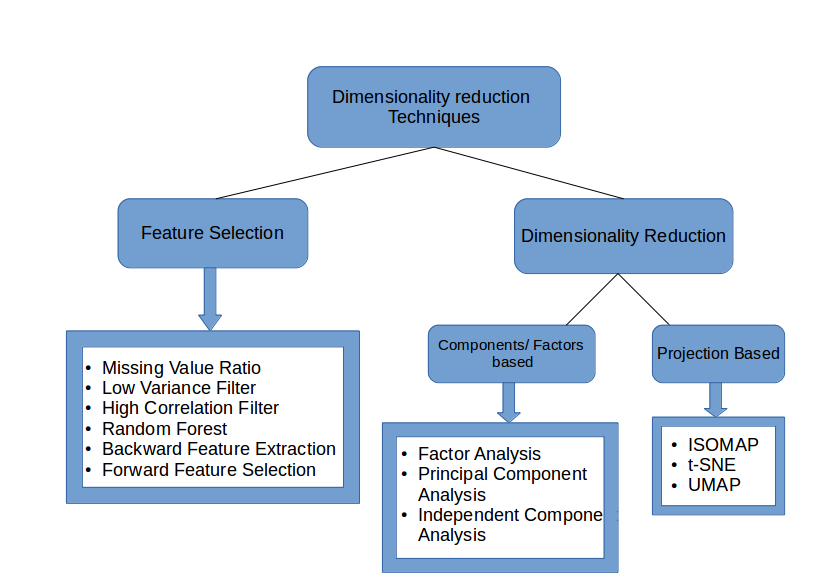 Dimensionality reduction
Techniques
Feature Selection
Dimensionality Reduction
Components/ Factors
based
Projection Based
• Missing Value Ratio
• Low Variance Filter
• High Correlation Filter
• Random Forest
• Backward Feature Extraction
• Forward Feature Selection
• Factor Analysis
• Principal Component
Analysis
• Independent Compone
Analysis
• ISOMAP
• t-SNE
• UMAP